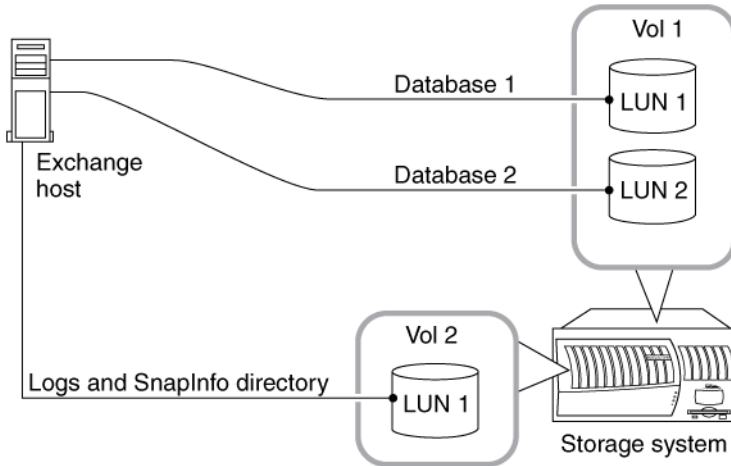 Vol 1
Database 1
LUN 1
Exchange
host
Database 2
LUN 2
Vol 2
Logs and SnapInfo directory
LUN 1
Storage system